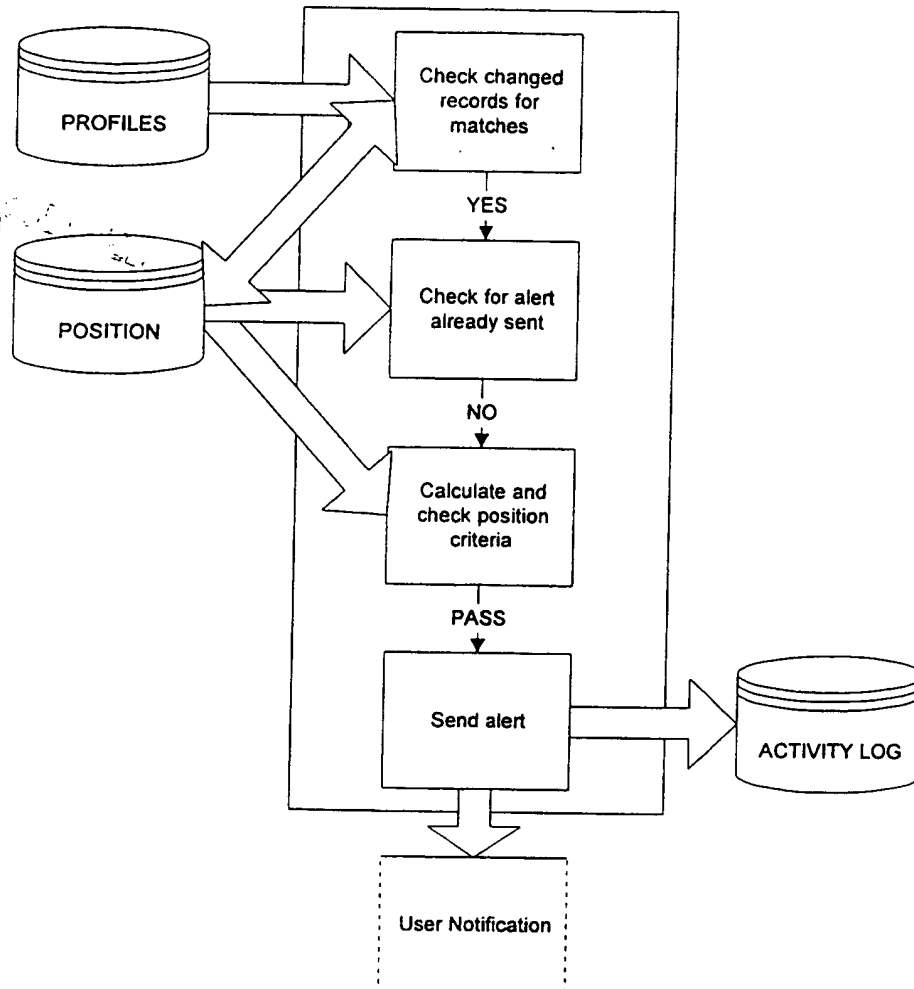 PROFILES
Check changed
records for
matches
YES
POSITION
Check for alert
already sent
NO
Calculate and
check position
criteria
PASS
Send alert
ACTIVITY LOG
User Notification